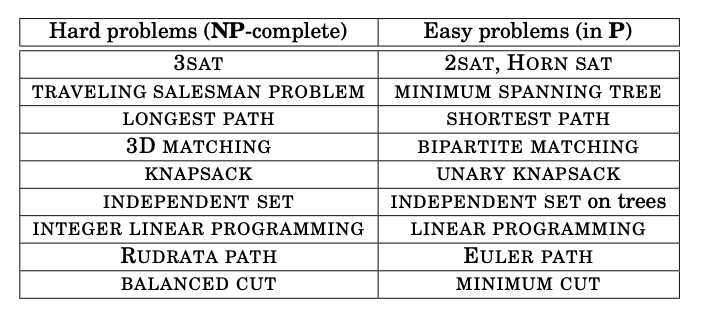 Hard problems (NP-complete) Easy problems (in P)
3SAT 2SAT, HORN SAT
TRAVELING SALESMAN PROBLEM MINIMUM SPANNING TREE
LONGEST PATH SHORTEST PATH
3D MATCHING BIPARTITE MATCHING
KNAPSACK UNARY KNAPSACK
INDEPENDENT SET INDEPENDENT SET on trees
INTEGER LINEAR PROGRAMMING LINEAR PROGRAMMING
RUDRATA PATH EULER PATH
BALANCED CUT MINIMUM CUT